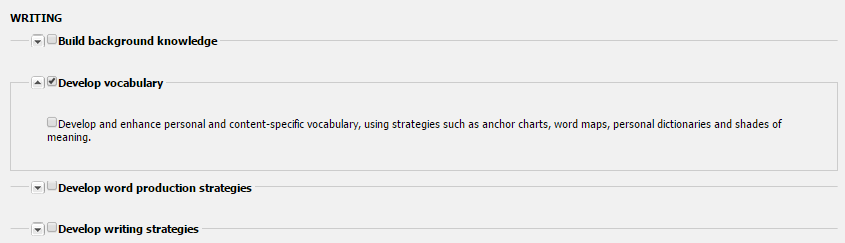 WRITING
Build background knowledge
Develop vocabulary
Develop and enhance personal and content-specific vocabulary, using strategies such as anchor charts, word maps, personal dictionaries and shades of
meaning.
Develop word production strategies
Develop writing strategies